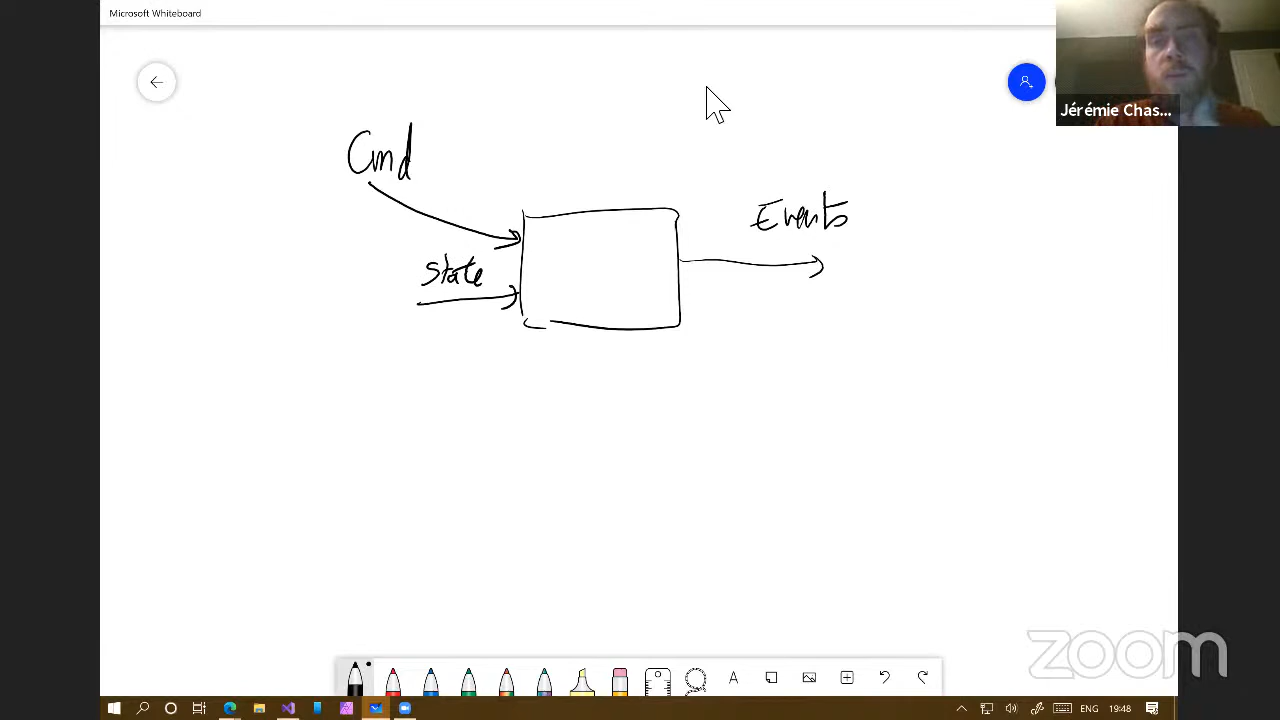 Microsoft Whiteboard
Jérémie Chas...
Cmd
Events
State
zoom
A
ENG
19:48